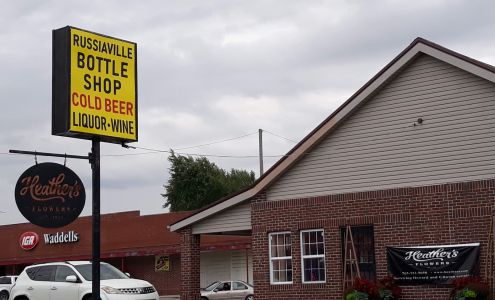 RUSSIAVILLE
BOTTLE
SHOP
COLD BEER
LIQUOR·WINE
Heather's
FLOWERS
IGA
Waddells
Heather's
FLOWERS